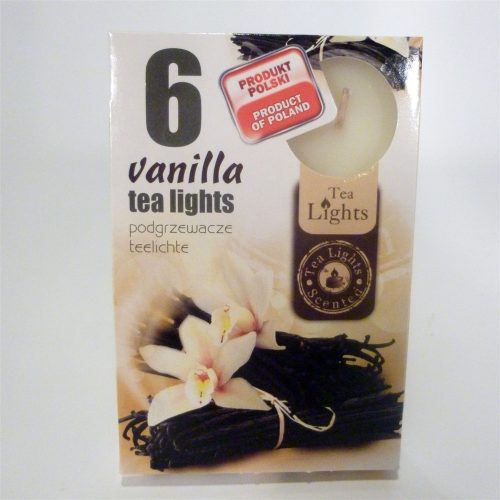 6
vanilla
tea lights
podgrzewacze
teelichte
PRODUKT
POLSKI
PRODUCT
OF POLAND
Tea
Lights
Tea Lights
Scented